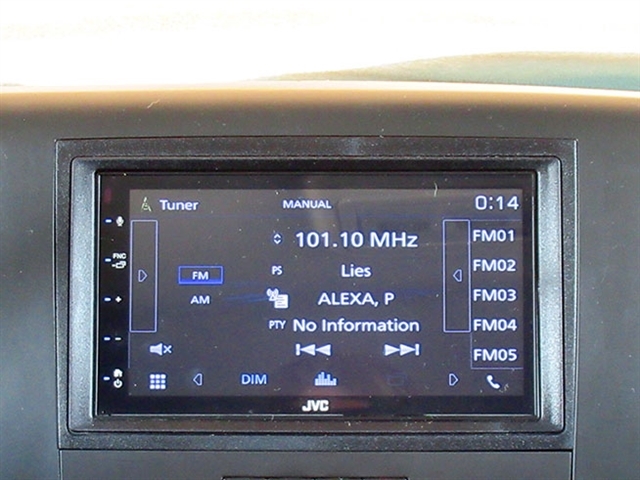 Tuner MANUAL 0:14
101.10 MHz
FM01
FNC
FM PS Lies FM02
AM ALEXA, P FM03
PTY No Information FM04
FM05
DIM
JVC